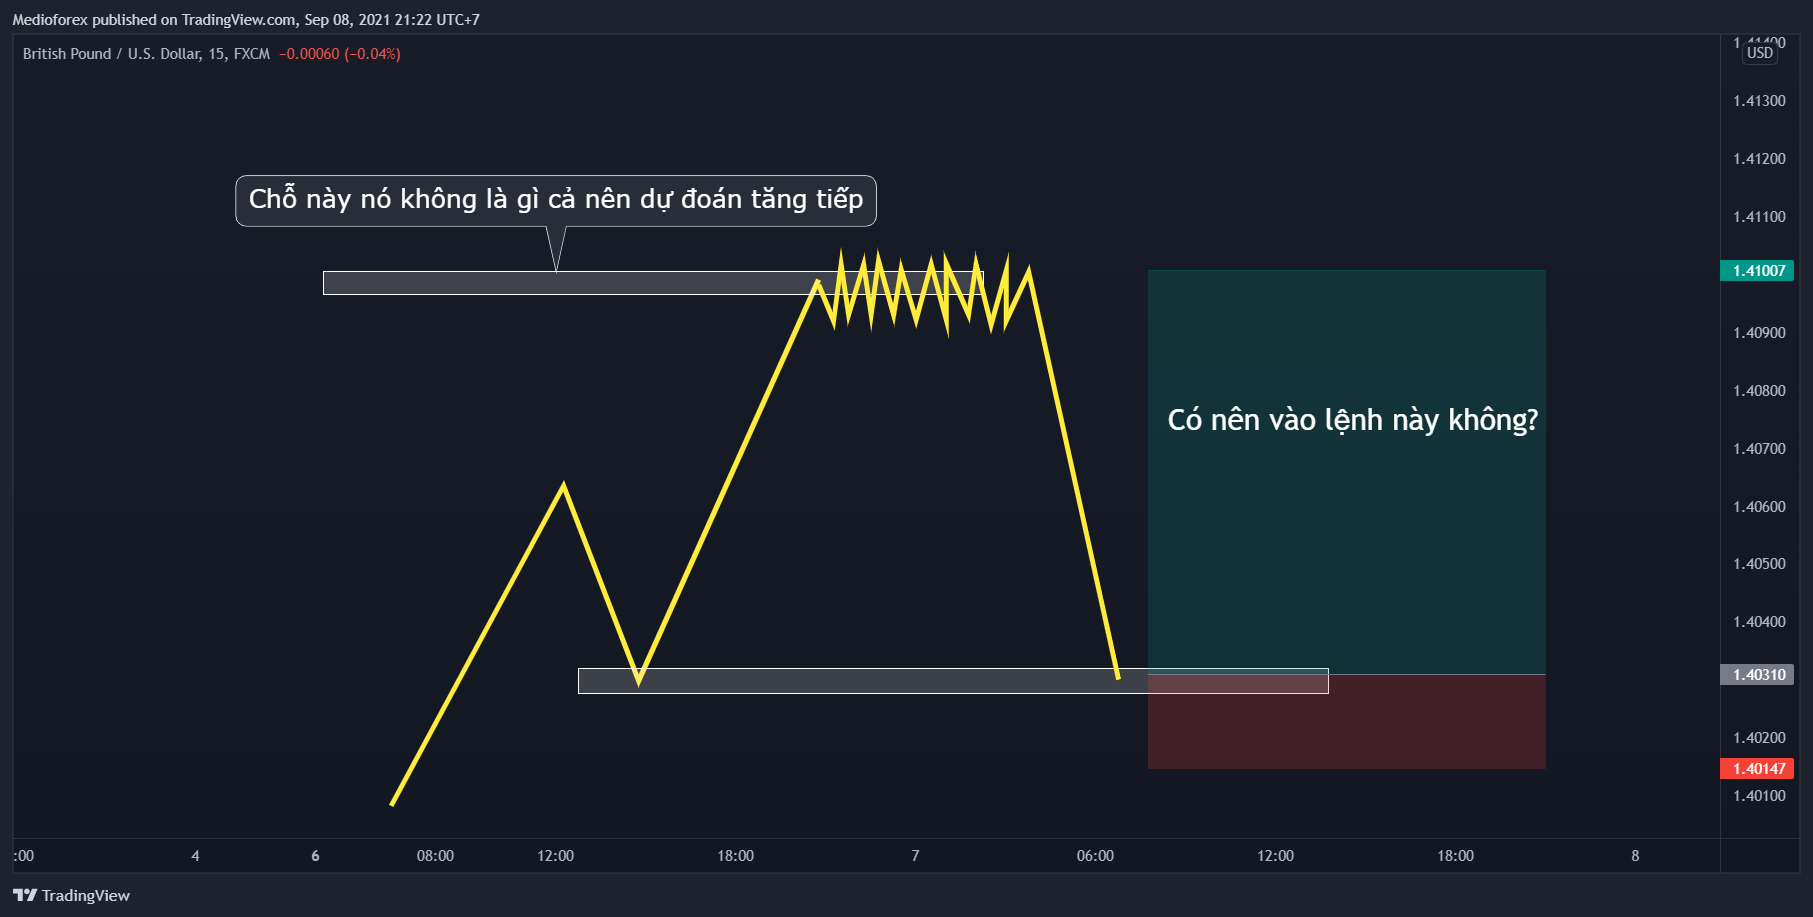 Medioforex published on TradingView.com, Sep 08, 2021 21:22 UTC+7
British Pound / U.S. Dollar, 15, FXCM −0.00060 (−0.04%)
1.41400
USD
1.41300
1.41200
Chỗ này nó không là gì cả nên dự đoán tăng tiếp
1.41100
1.41007
1.40900
1.40800
Có nên vào lệnh này không?
1.40700
1.40600
1.40500
1.40400
1.40310
1.40200
1.40147
1.40100
:00 4 6 08:00 12:00 18:00 7 06:00 12:00 18:00 8
TradingView